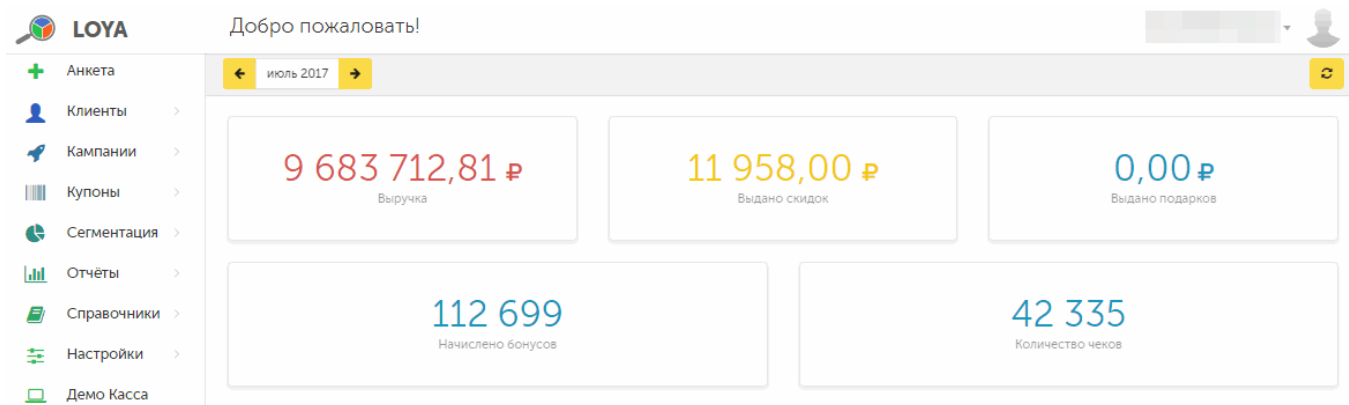 LOYA
Добро пожаловать!
Анкета
Клиенты
Кампании
Купоны
Сегментация
Отчёты
Справочники
Настройки
Демо Касса
июль 2017
9 683 712,81 ₽
Выручка
11 958,00 ₽
Выдано скидок
0,00 ₽
Выдано подарков
112 699
Начислено бонусов
42 335
Количество чеков